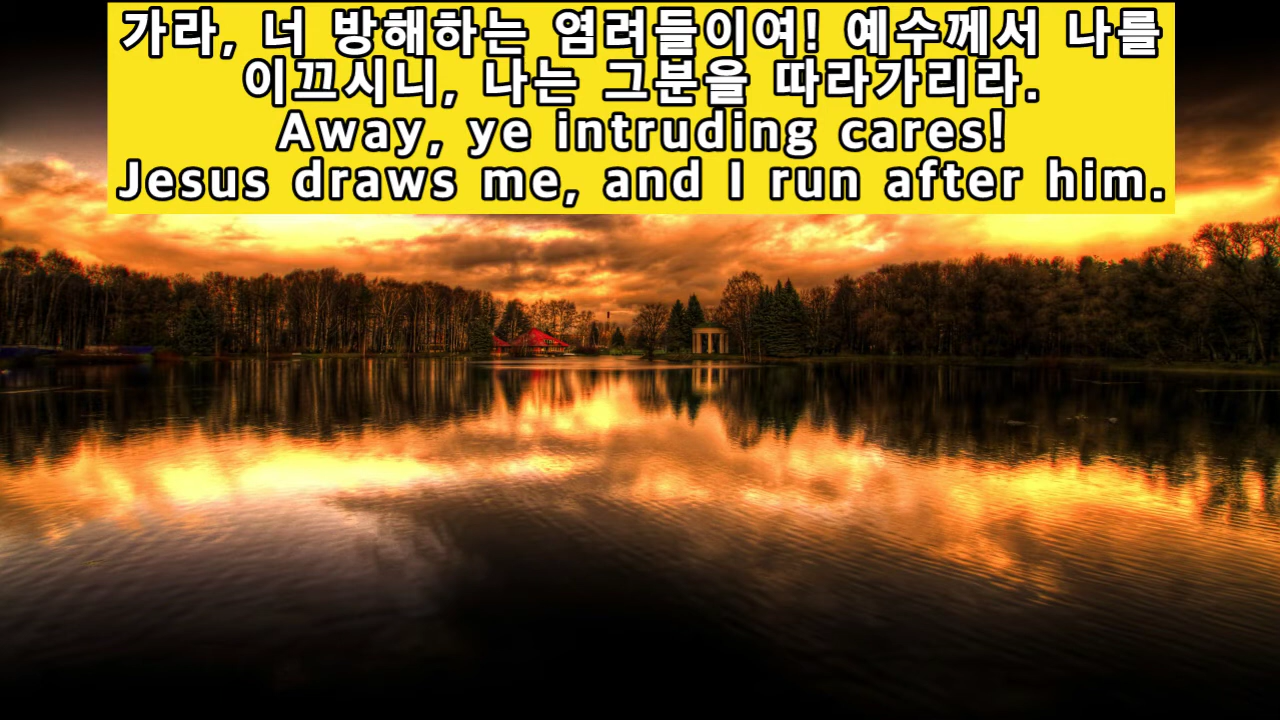 가라, 너 방해하는 염려들이여! 예수께서 나를
이끄시니, 나는 그분을 따라가리라.
Away, ye intruding cares!
Jesus draws me, and I run after him.